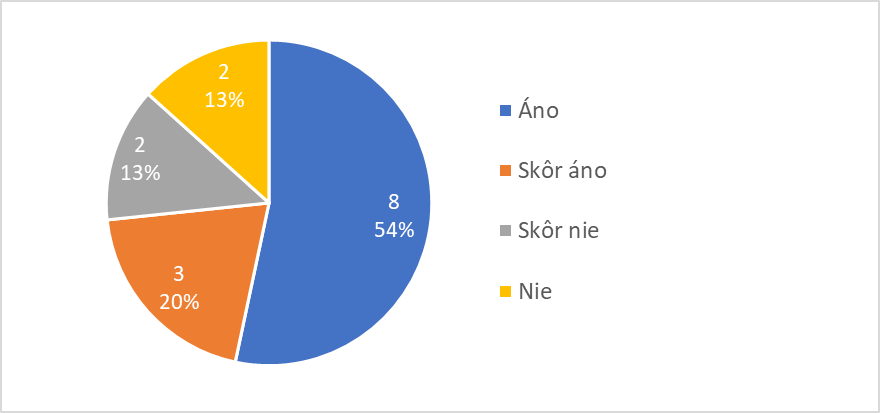 2
13%
2
13%
8
54%
3
20%
Áno
Skôr áno
Skôr nie
Nie